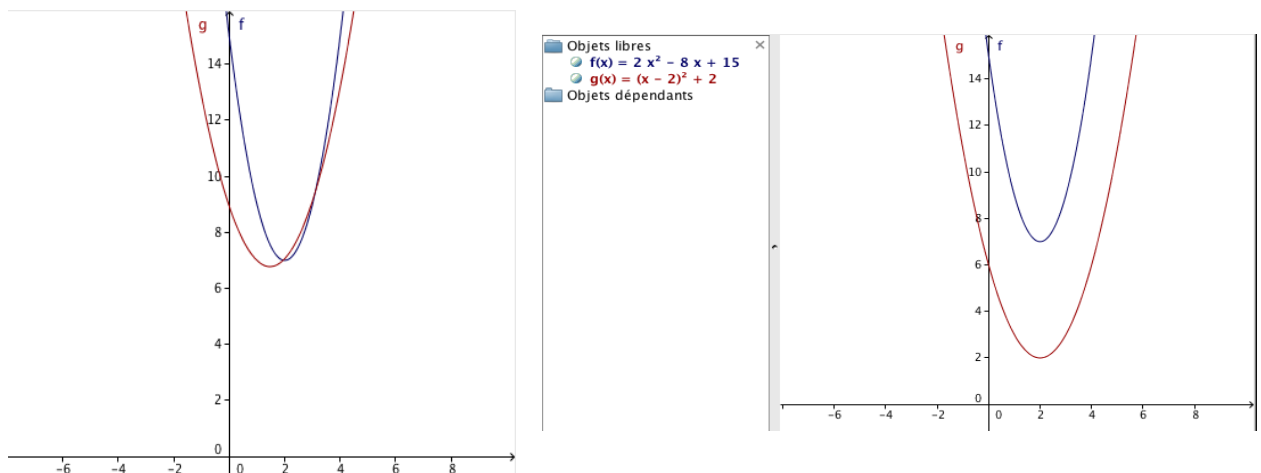 g f
14
12
10
8
6
4
2
0
-6 -4 -2 0 2 4 6 8
Objets libres
f(x) = 2 x² – 8 x + 15
g(x) = (x – 2)² + 2
Objets dépendants
g f
14
12
10
8
6
4
2
0
-6 -4 -2 0 2 4 6 8